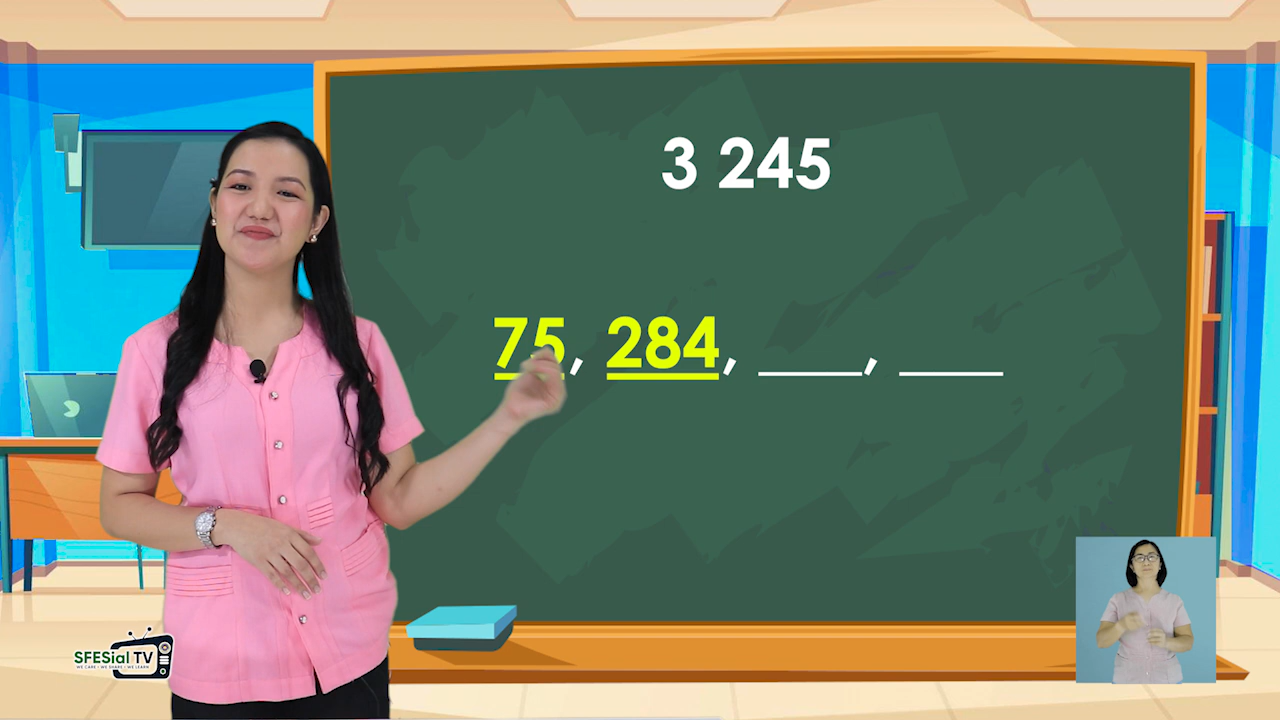 3 245
75, 284, ____, ____
SFESial TV
WE CARE I WE SHARE I WE LEARN